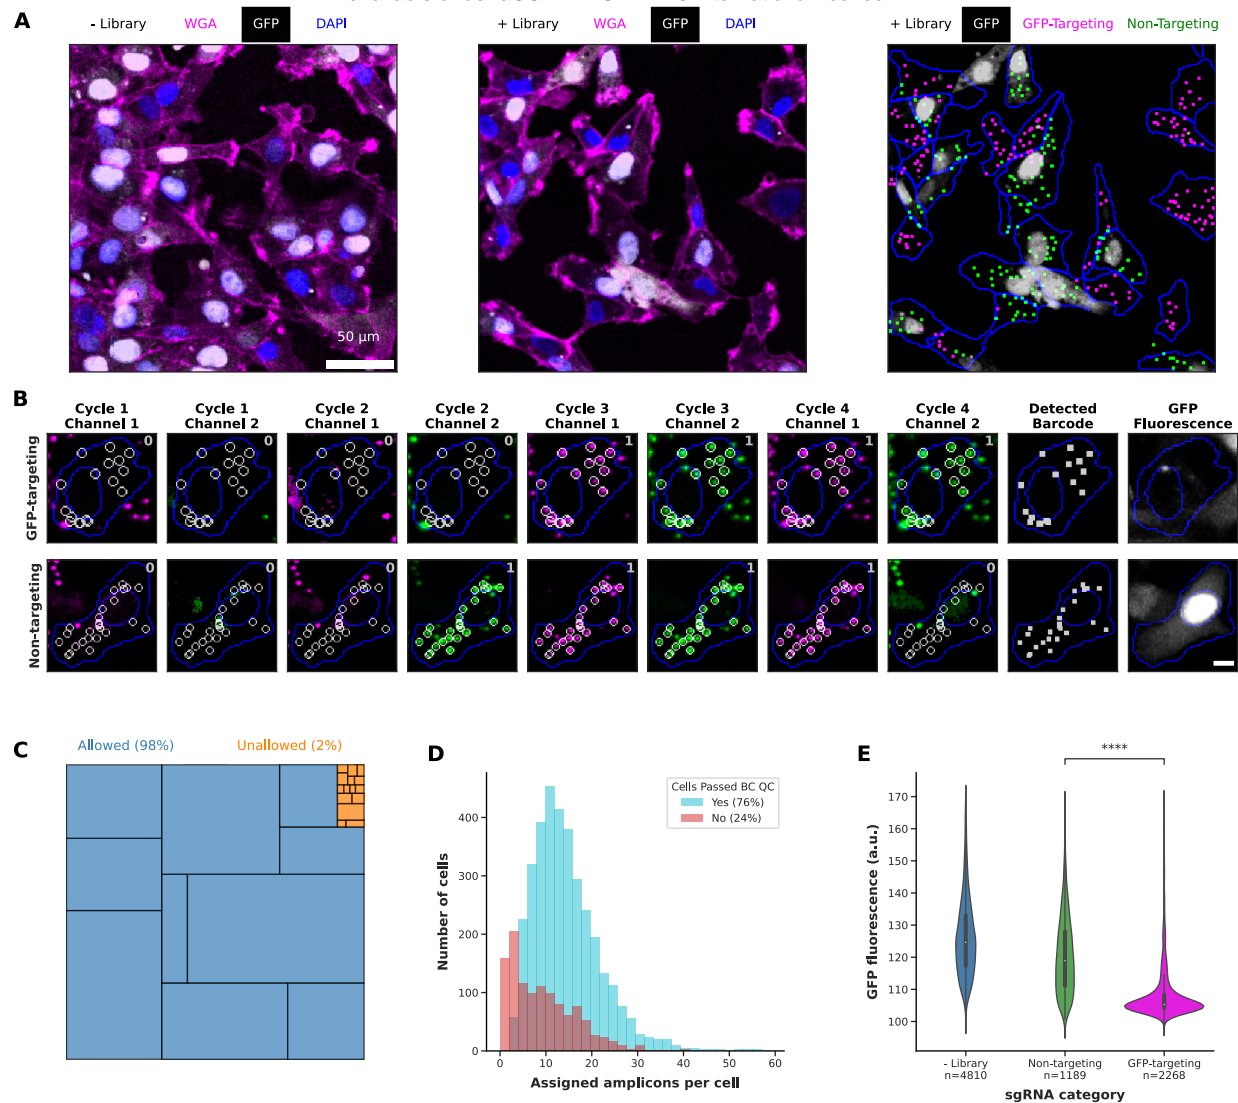 A
- Library WGA GFP DAPI
+ Library WGA GFP DAPI
+ Library GFP GFP-Targeting Non-Targeting
50 μm
B
Cycle 1 Channel 1
Cycle 1 Channel 2
Cycle 2 Channel 1
Cycle 2 Channel 2
Cycle 3 Channel 1
Cycle 3 Channel 2
Cycle 4 Channel 1
Cycle 4 Channel 2
Detected Barcode
GFP Fluorescence
GFP-targeting
0 0 0 0 1 1 1 1
Non-targeting
0 0 0 1 1 1 1 0
C
Allowed (98%) Unallowed (2%)
D
Cells Passed BC QC
Yes (76%)
No (24%)
Number of cells
400
300
200
100
0
0 10 20 30 40 50 60
Assigned amplicons per cell
E
****
GFP fluorescence (a.u.)
170
160
150
140
130
120
110
100
- Library n=4810
Non-targeting n=1189
GFP-targeting n=2268
sgRNA category